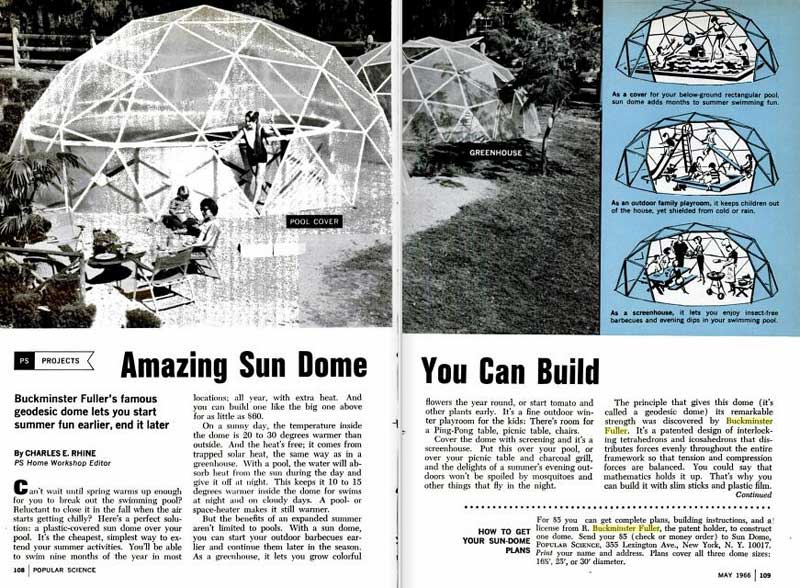 POOL COVER
GREENHOUSE
As a cover for your below-ground rectangular pool,
sun dome adds months to summer swimming fun.
As an outdoor family playroom, it keeps children out
of the house, yet shielded from cold or rain.
As a screenhouse, it lets you enjoy insect-free
barbecues and evening dips in your swimming pool.
PS PROJECTS
Amazing Sun Dome You Can Build
Buckminster Fuller's famous
geodesic dome lets you start
summer fun earlier, end it later
By CHARLES E. RHINE
PS Home Workshop Editor
Can't wait until spring warms up enough
for you to break out the swimming pool?
Reluctant to close it in the fall when the air
starts getting chilly? Here's a perfect solu-
tion: a plastic-covered sun dome over your
pool. It's the cheapest, simplest way to ex-
tend your summer activities. You'll be able
to swim nine months of the year in most
locations; all year, with extra heat. And
you can build one like the big one above
for as little as $60.
On a sunny day, the temperature inside
the dome is 20 to 30 degrees warmer than
outside. And the heat's free; it comes from
trapped solar heat, the same way as in a
greenhouse. With a pool, the water will ab-
sorb heat from the sun during the day and
give it off at night. This keeps it 10 to 15
degrees warmer inside the dome for swims
at night and on cloudy days. A pool- or
space-heater makes it still warmer.
But the benefits of an expanded summer
aren't limited to pools. With a sun dome,
you can start your outdoor barbecues ear-
lier and continue them later in the season.
As a greenhouse, it lets you grow colorful
flowers the year round, or start tomato and
other plants early. It's a fine outdoor win-
ter playroom for the kids: There's room for
a Ping-Pong table, picnic table, chairs.
Cover the dome with screening and it's a
screenhouse. Put this over your pool, or
over your picnic table and charcoal grill,
and the delights of a summer's evening out-
doors won't be spoiled by mosquitoes and
other things that fly in the night.
The principle that gives this dome (it's
called a geodesic dome) its remarkable
strength was discovered by Buckminster
Fuller. It's a patented design of interlock-
ing tetrahedrons and icosahedrons that dis-
tributes forces evenly throughout the entire
framework so that tension and compression
forces are balanced. You could say that
mathematics holds it up. That's why you
can build it with slim sticks and plastic film.
Continued
HOW TO GET
YOUR SUN-DOME
PLANS
For $5 you can get complete plans, building instructions, and a
license from R. Buckminster Fuller, the patent holder, to construct
one dome. Send your $5 (check or money order) to Sun Dome,
POPULAR SCIENCE, 355 Lexington Ave., New York, N. Y. 10017.
Print your name and address. Plans cover all three dome sizes:
16½', 25', or 30' diameter.
108 | POPULAR SCIENCE
MAY 1966 | 109